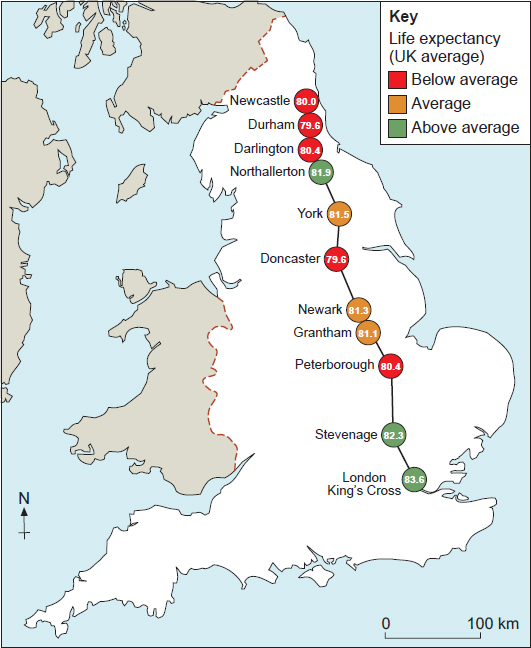 Key
Life expectancy
(UK average)
Below average
Average
Above average
Newcastle 80.0
Durham 79.6
Darlington 80.4
Northallerton 81.9
York 81.5
Doncaster 79.6
Newark 81.3
Grantham 81.1
Peterborough 80.4
Stevenage 82.3
London
King's Cross 83.6
N
0 100 km